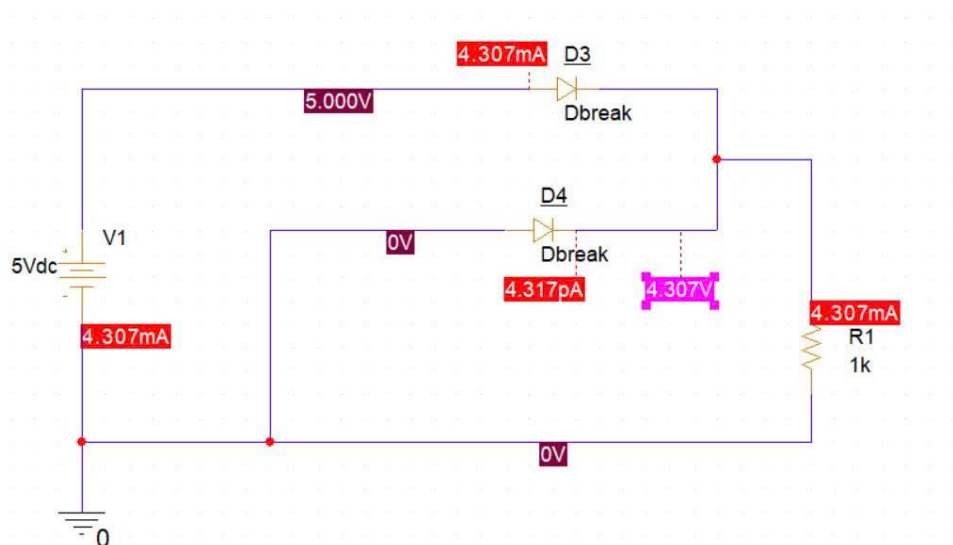 4.307mA
D3
5.000V
Dbreak
D4
V1
0V
5Vdc
Dbreak
4.317pA
4.307V
4.307mA
4.307mA
R1
1k
0V
0